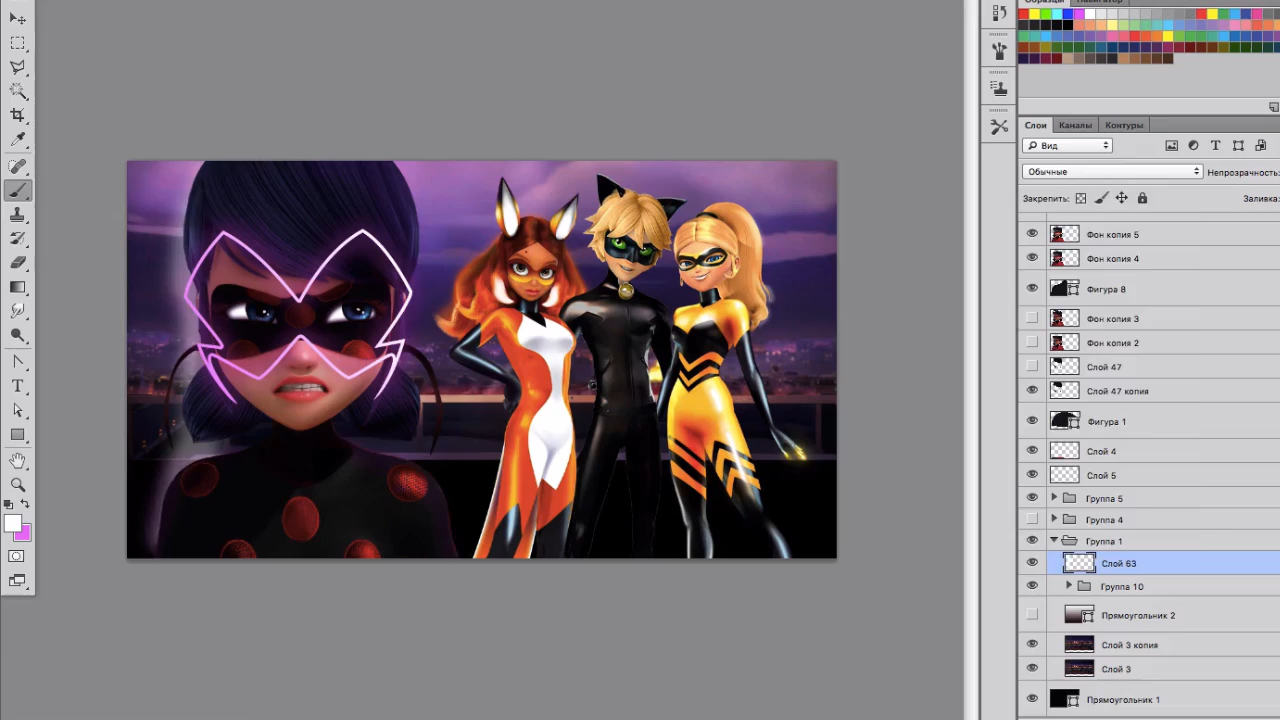 Образцы Навигатор
Слои Каналы Контуры
Вид
Обычные Непрозрачность:
Закрепить: Заливка:
Фон копия 5
Фон копия 4
Фигура 8
Фон копия 3
Фон копия 2
Слой 47
Слой 47 копия
Фигура 1
Слой 4
Слой 5
Группа 5
Группа 4
Группа 1
Слой 63
Группа 10
Прямоугольник 2
Слой 3 копия
Слой 3
Прямоугольник 1